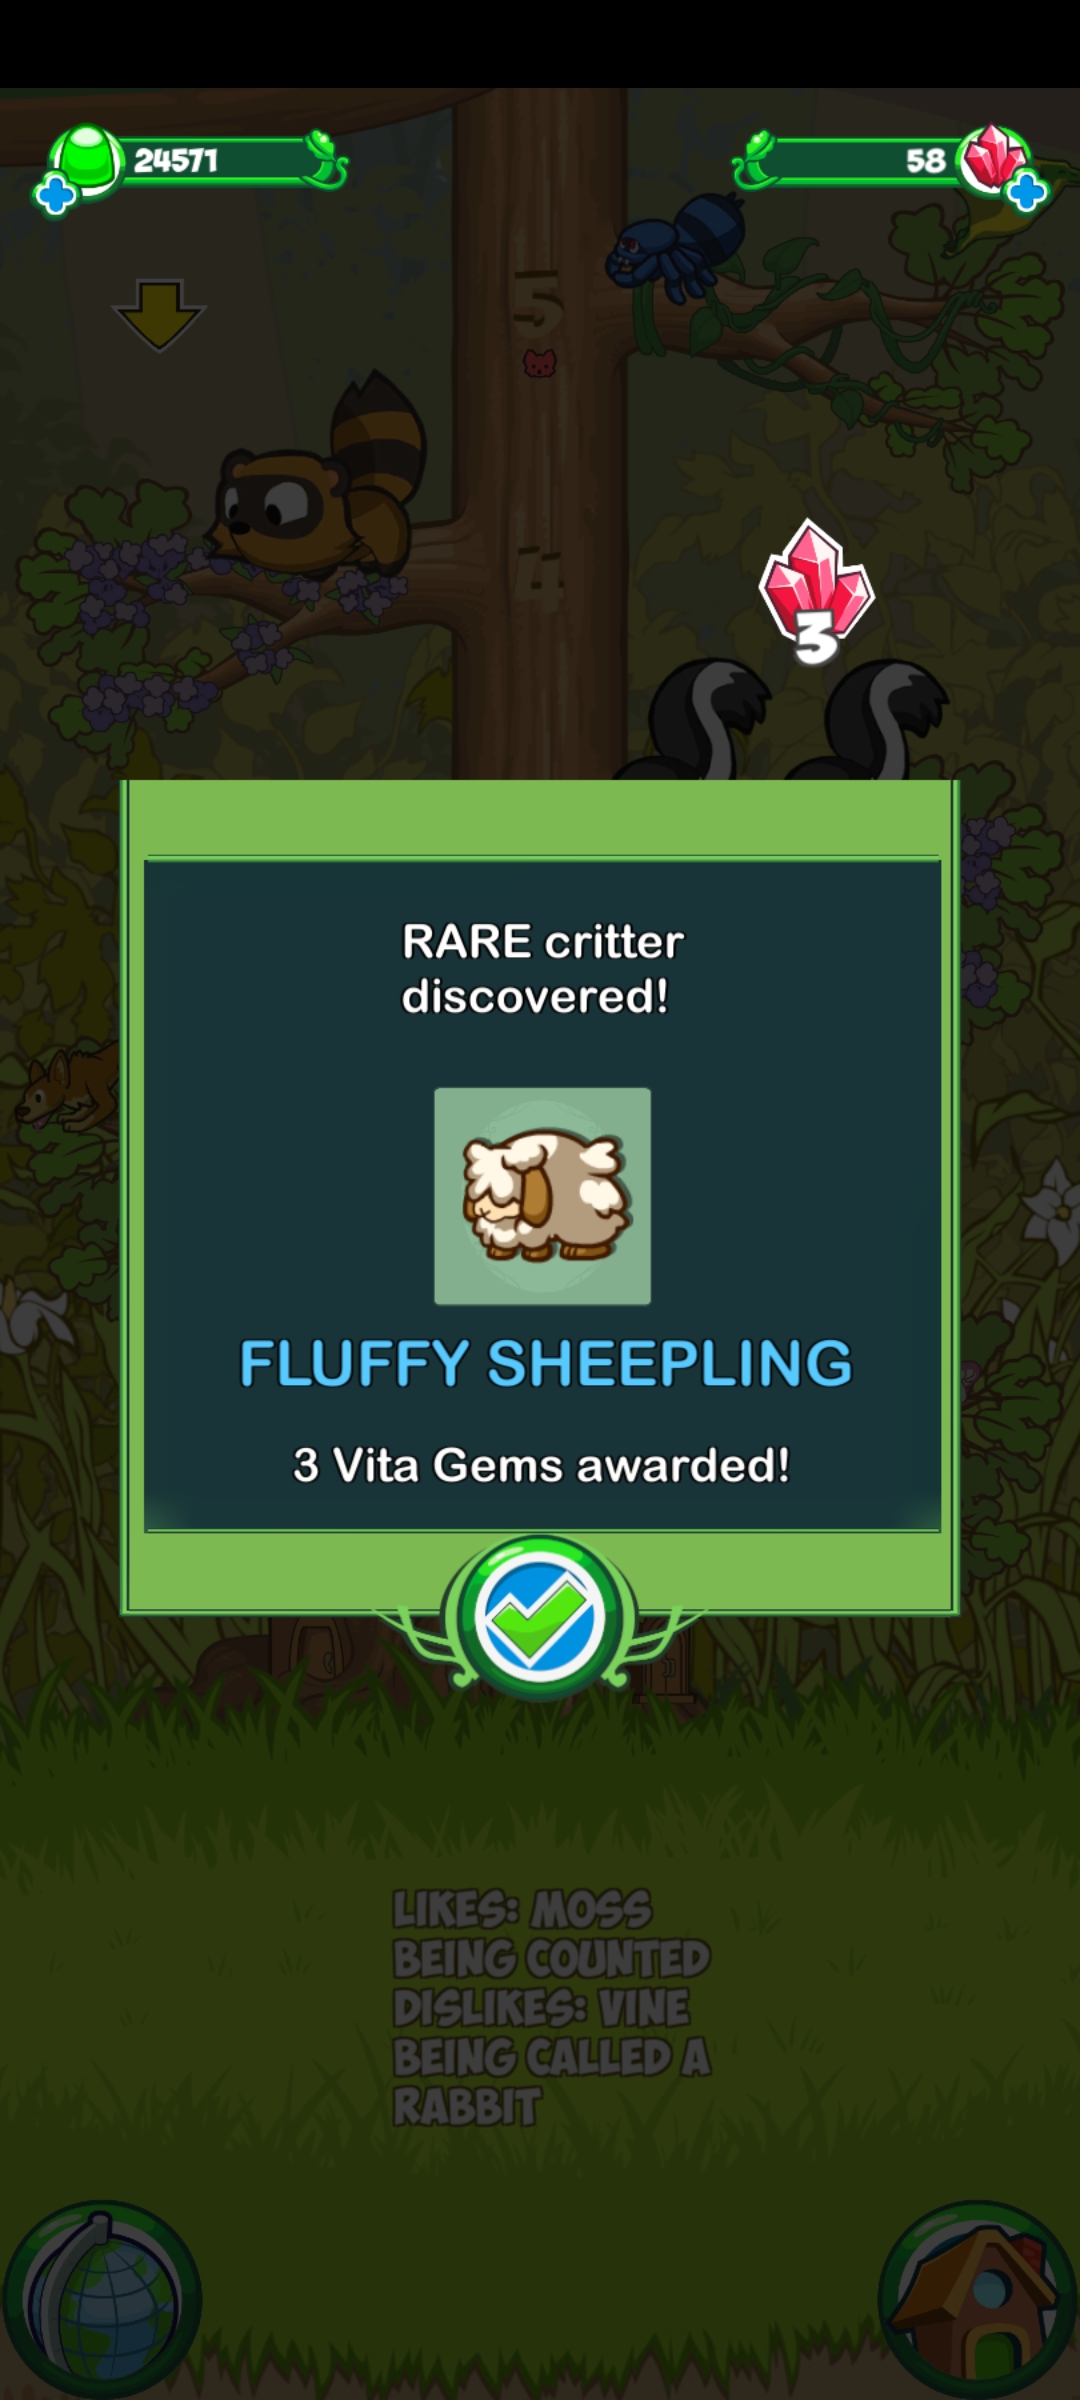 24571
58
5
4
3
RARE critter
discovered!
FLUFFY SHEEPLING
3 Vita Gems awarded!
LIKES: MOSS
BEING COUNTED
DISLIKES: VINE
BEING CALLED A
RABBIT